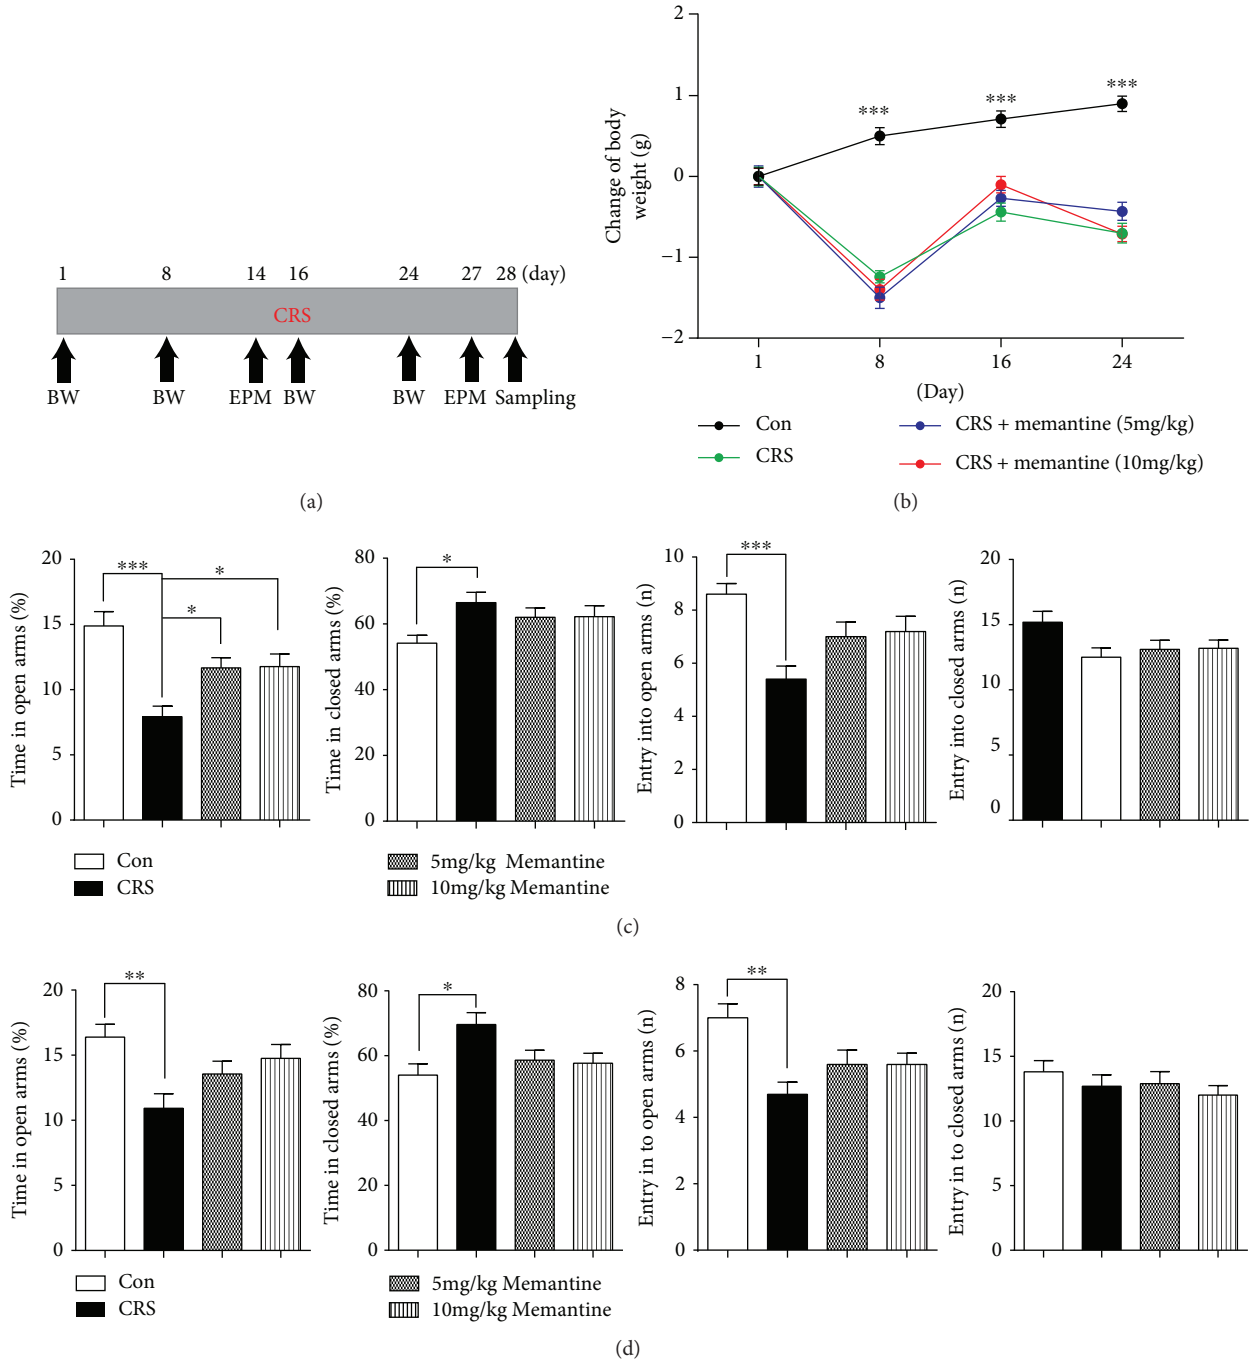 1 8 14 16 24 27 28 (day)
CRS
BW BW EPM BW BW EPM Sampling
(a)
Change of body
weight (g)
2
1
0
−1
−2
*** *** ***
1 8 16 24
(Day)
Con
CRS
CRS + memantine (5mg/kg)
CRS + memantine (10mg/kg)
(b)
Time in open arms (%)
20
15
10
5
0
*** * *
Time in closed arms (%)
80
60
40
20
0
*
Entry into open arms (n)
10
8
6
4
2
0
***
Entry into closed arms (n)
20
15
10
5
0
Con
CRS
5mg/kg Memantine
10mg/kg Memantine
(c)
Time in open arms (%)
20
15
10
5
0
**
Time in closed arms (%)
80
60
40
20
0
*
Entry in to open arms (n)
8
6
4
2
0
**
Entry in to closed arms (n)
20
15
10
5
0
Con
CRS
5mg/kg Memantine
10mg/kg Memantine
(d)